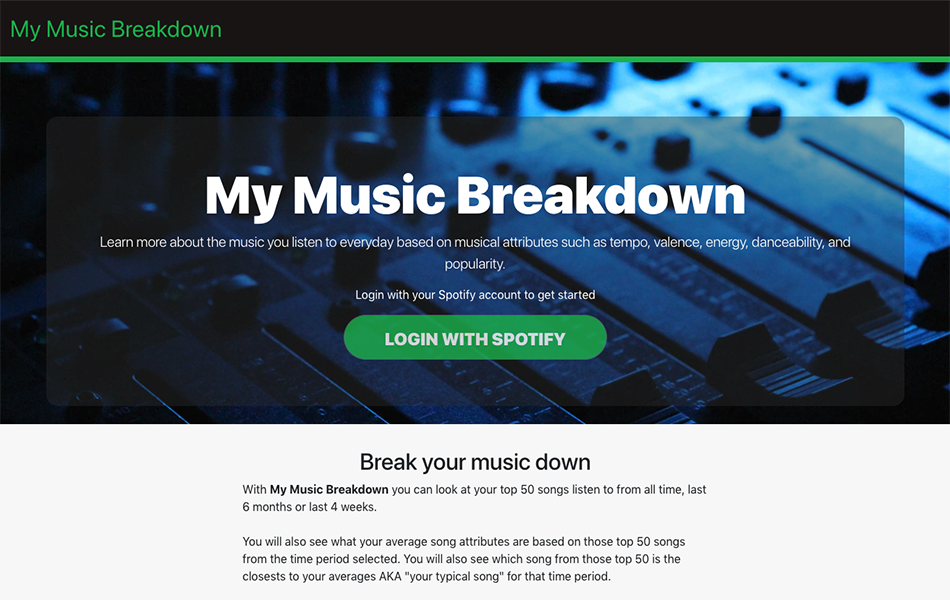 My Music Breakdown
My Music Breakdown
Learn more about the music you listen to everyday based on musical attributes such as tempo, valence, energy, danceability, and
popularity.
Login with your Spotify account to get started
LOGIN WITH SPOTIFY
Break your music down
With My Music Breakdown you can look at your top 50 songs listen to from all time, last
6 months or last 4 weeks.
You will also see what your average song attributes are based on those top 50 songs
from the time period selected. You will also see which song from those top 50 is the
closests to your averages AKA "your typical song" for that time period.